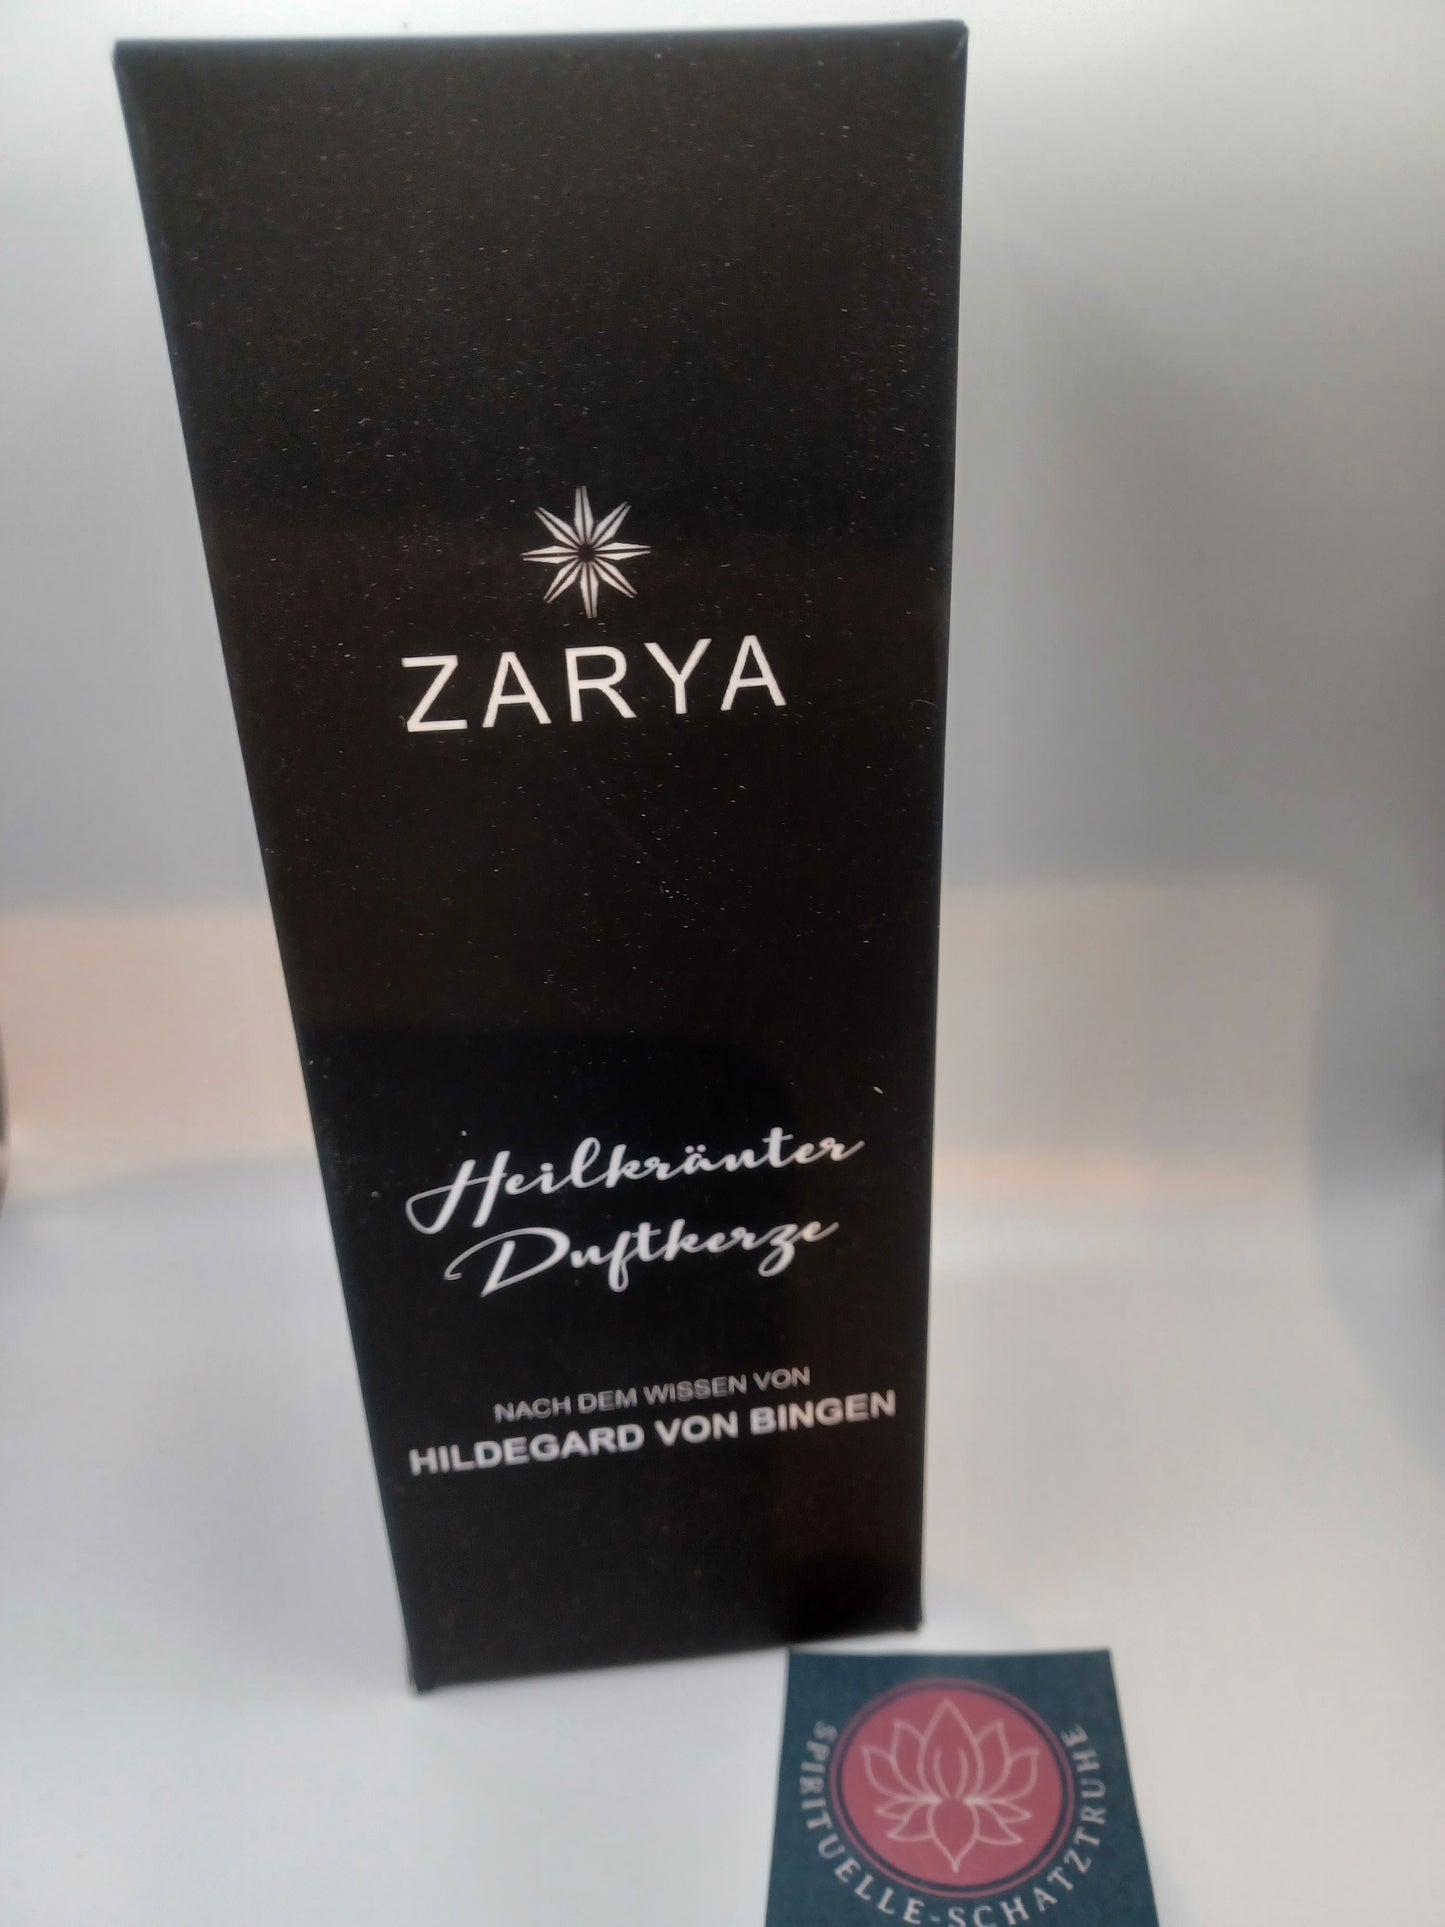 ZARYA
Heilkräuter
Duftkerze
NACH DEM WISSEN VON
HILDEGARD VON BINGEN
SPIRITUELLE-SCHATZTRUHE